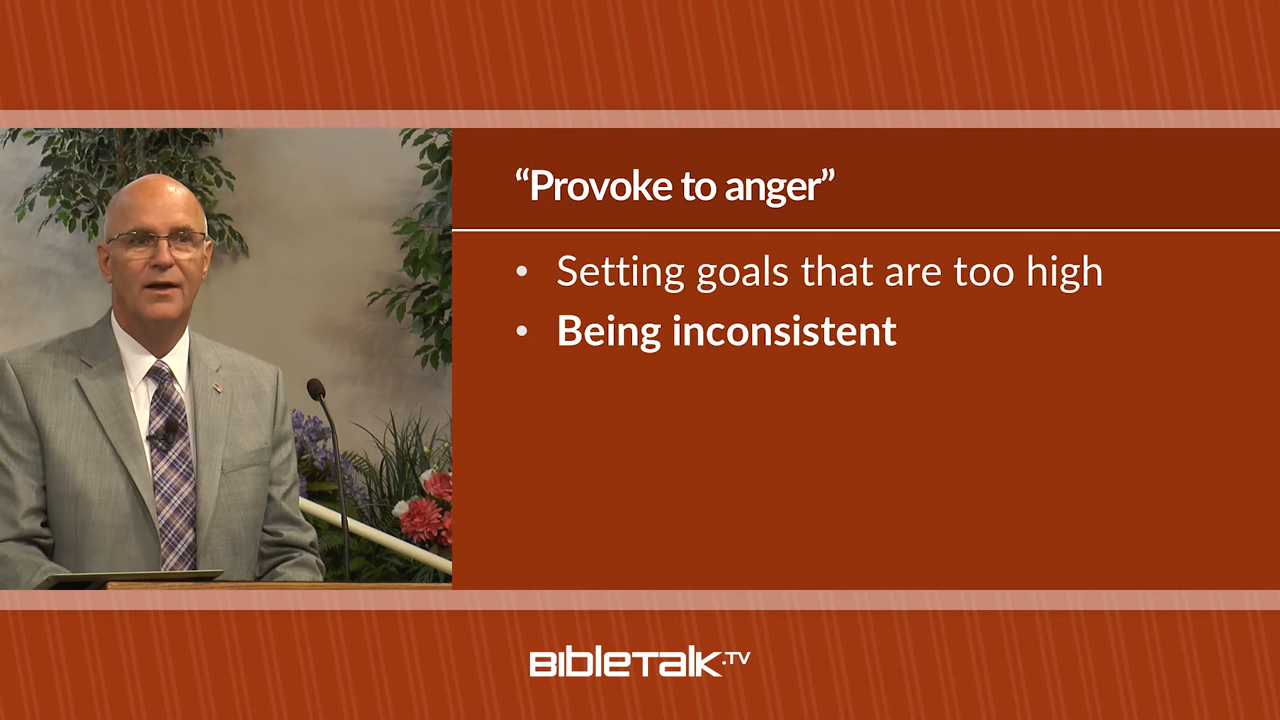 “Provoke to anger”
• Setting goals that are too high
• Being inconsistent
BibleTalk.TV